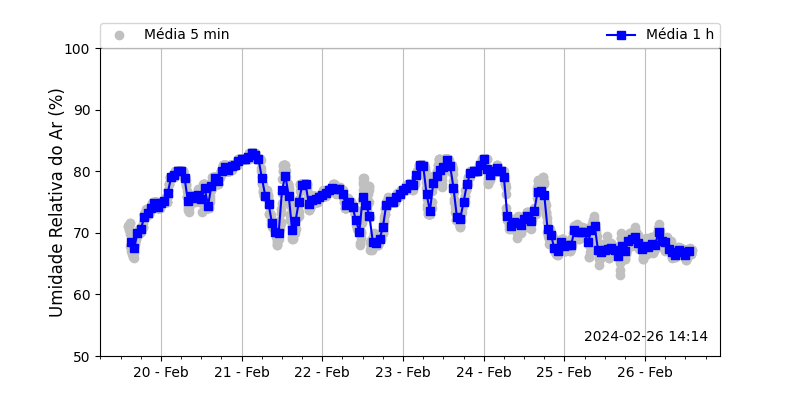 Média 5 min Média 1 h
Umidade Relativa do Ar (%)
100
90
80
70
60
50
2024-02-26 14:14
20 - Feb 21 - Feb 22 - Feb 23 - Feb 24 - Feb 25 - Feb 26 - Feb